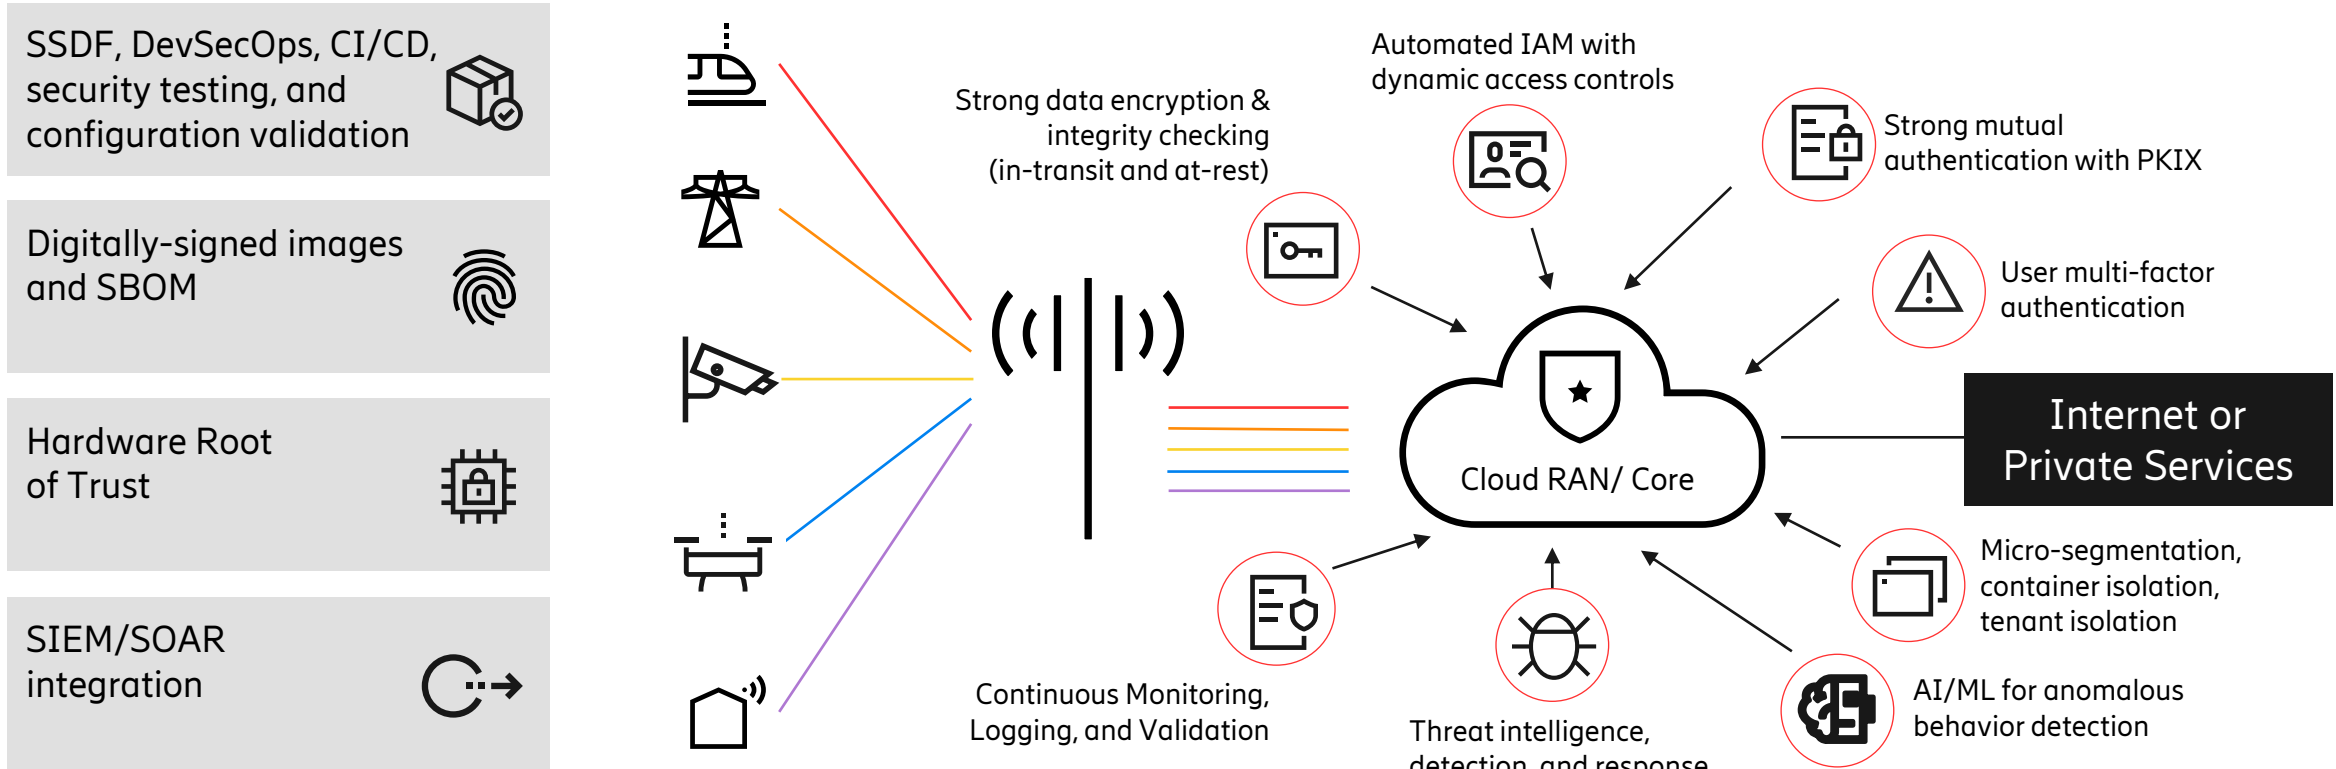 SSDF, DevSecOps, CI/CD,
security testing, and
configuration validation
Digitally-signed images
and SBOM
Hardware Root
of Trust
SIEM/SOAR
integration
Strong data encryption &
integrity checking
(in-transit and at-rest)
Automated IAM with
dynamic access controls
Strong mutual
authentication with PKIX
User multi-factor
authentication
Cloud RAN/ Core
Internet or
Private Services
Micro-segmentation,
container isolation,
tenant isolation
AI/ML for anomalous
behavior detection
Threat intelligence,
detection, and response
Continuous Monitoring,
Logging, and Validation